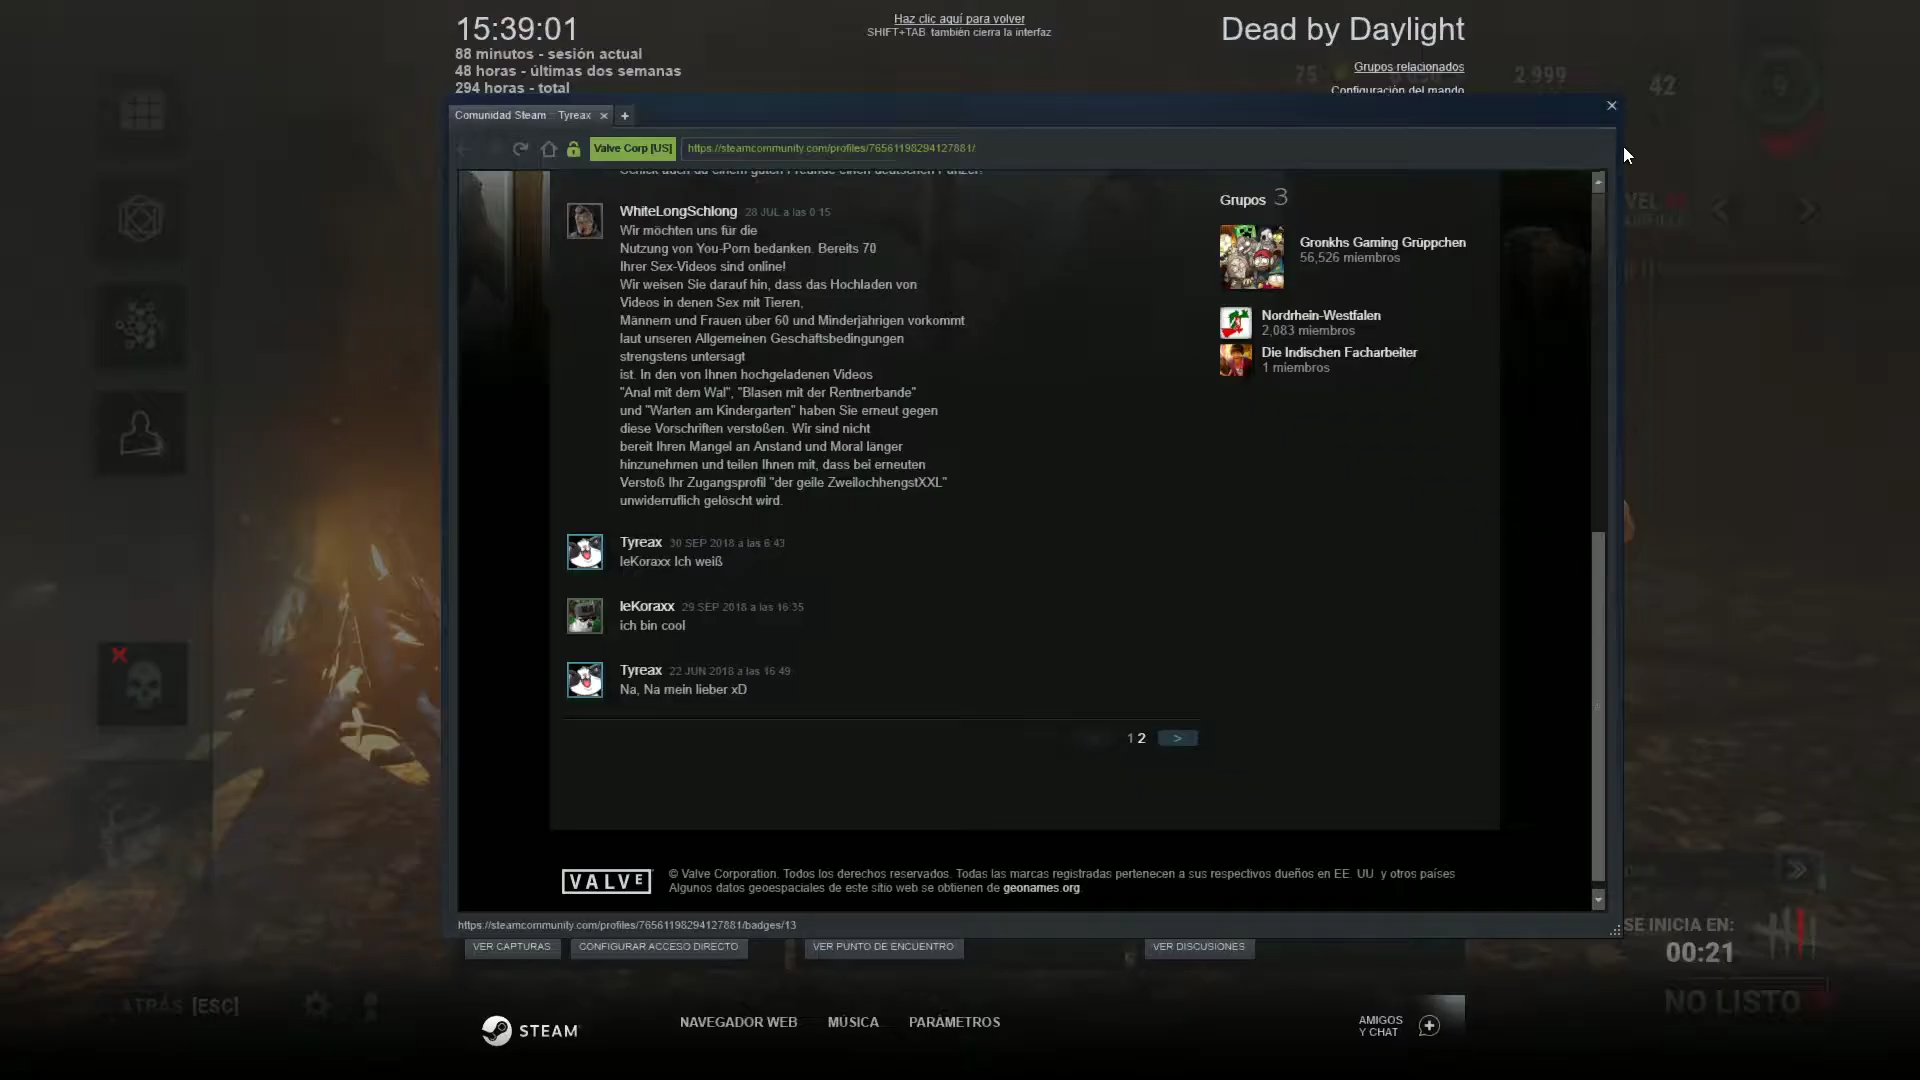 15:39:01
88 minutos - sesión actual
48 horas - últimas dos semanas
294 horas - total
Haz clic aquí para volver
SHIFT+TAB también cierra la interfaz
Dead by Daylight
Grupos relacionados
Configuración del mando
75
2.999
42
9
Comunidad Steam :: Tyreax
Valve Corp [US]
https://steamcommunity.com/profiles/76561198294127881/
WhiteLongSchlong 28 JUL a las 0:15
Wir möchten uns für die
Nutzung von You-Porn bedanken. Bereits 70
Ihrer Sex-Videos sind online!
Wir weisen Sie darauf hin, dass das Hochladen von
Videos in denen Sex mit Tieren,
Männern und Frauen über 60 und Minderjährigen vorkommt
laut unseren Allgemeinen Geschäftsbedingungen
strengstens untersagt
ist. In den von Ihnen hochgeladenen Videos
"Anal mit dem Wal", "Blasen mit der Rentnerbande"
und "Warten am Kindergarten" haben Sie erneut gegen
diese Vorschriften verstoßen. Wir sind nicht
bereit Ihren Mangel an Anstand und Moral länger
hinzunehmen und teilen Ihnen mit, dass bei erneuten
Verstoß Ihr Zugangsprofil "der geile ZweilochhengstXXL"
unwiderruflich gelöscht wird.
Tyreax 30 SEP 2018 a las 6:43
leKoraxx Ich weiß
leKoraxx 29 SEP 2018 a las 16:35
ich bin cool
Tyreax 22 JUN 2018 a las 16:49
Na, Na mein lieber xD
1 2 >
Grupos 3
Gronkhs Gaming Grüppchen
56,526 miembros
Nordrhein-Westfalen
2,083 miembros
Die Indischen Facharbeiter
1 miembros
VALVE
© Valve Corporation. Todos los derechos reservados. Todas las marcas registradas pertenecen a sus respectivos dueños en EE. UU. y otros países
Algunos datos geoespaciales de este sitio web se obtienen de geonames.org
https://steamcommunity.com/profiles/76561198294127881/badges/13
VER CAPTURAS
CONFIGURAR ACCESO DIRECTO
VER PUNTO DE ENCUENTRO
VER DISCUSIONES
SE INICIA EN:
00:21
NO LISTO
ATRÁS [ESC]
STEAM
NAVEGADOR WEB
MÚSICA
PARÁMETROS
AMIGOS
Y CHAT